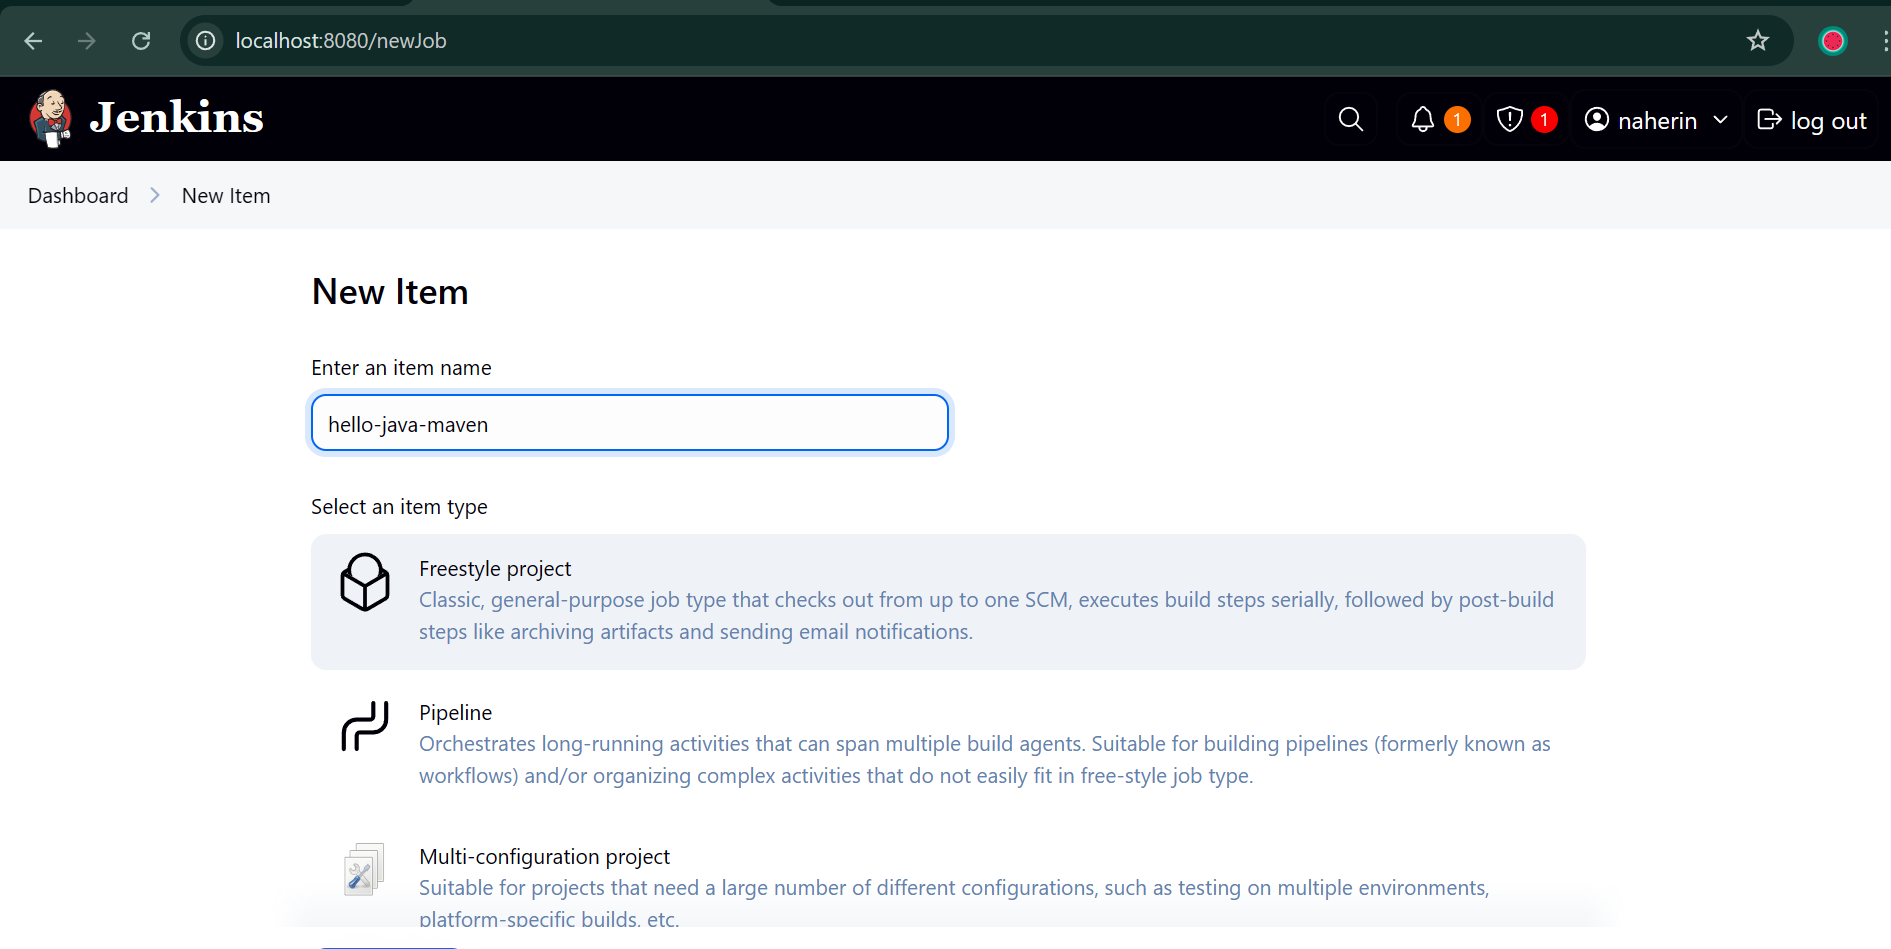 localhost:8080/newJob
Jenkins
1
1
naherin
log out
Dashboard
New Item
New Item
Enter an item name
hello-java-maven
Select an item type
Freestyle project
Classic, general-purpose job type that checks out from up to one SCM, executes build steps serially, followed by post-build
steps like archiving artifacts and sending email notifications.
Pipeline
Orchestrates long-running activities that can span multiple build agents. Suitable for building pipelines (formerly known as
workflows) and/or organizing complex activities that do not easily fit in free-style job type.
Multi-configuration project
Suitable for projects that need a large number of different configurations, such as testing on multiple environments,
platform-specific builds, etc.